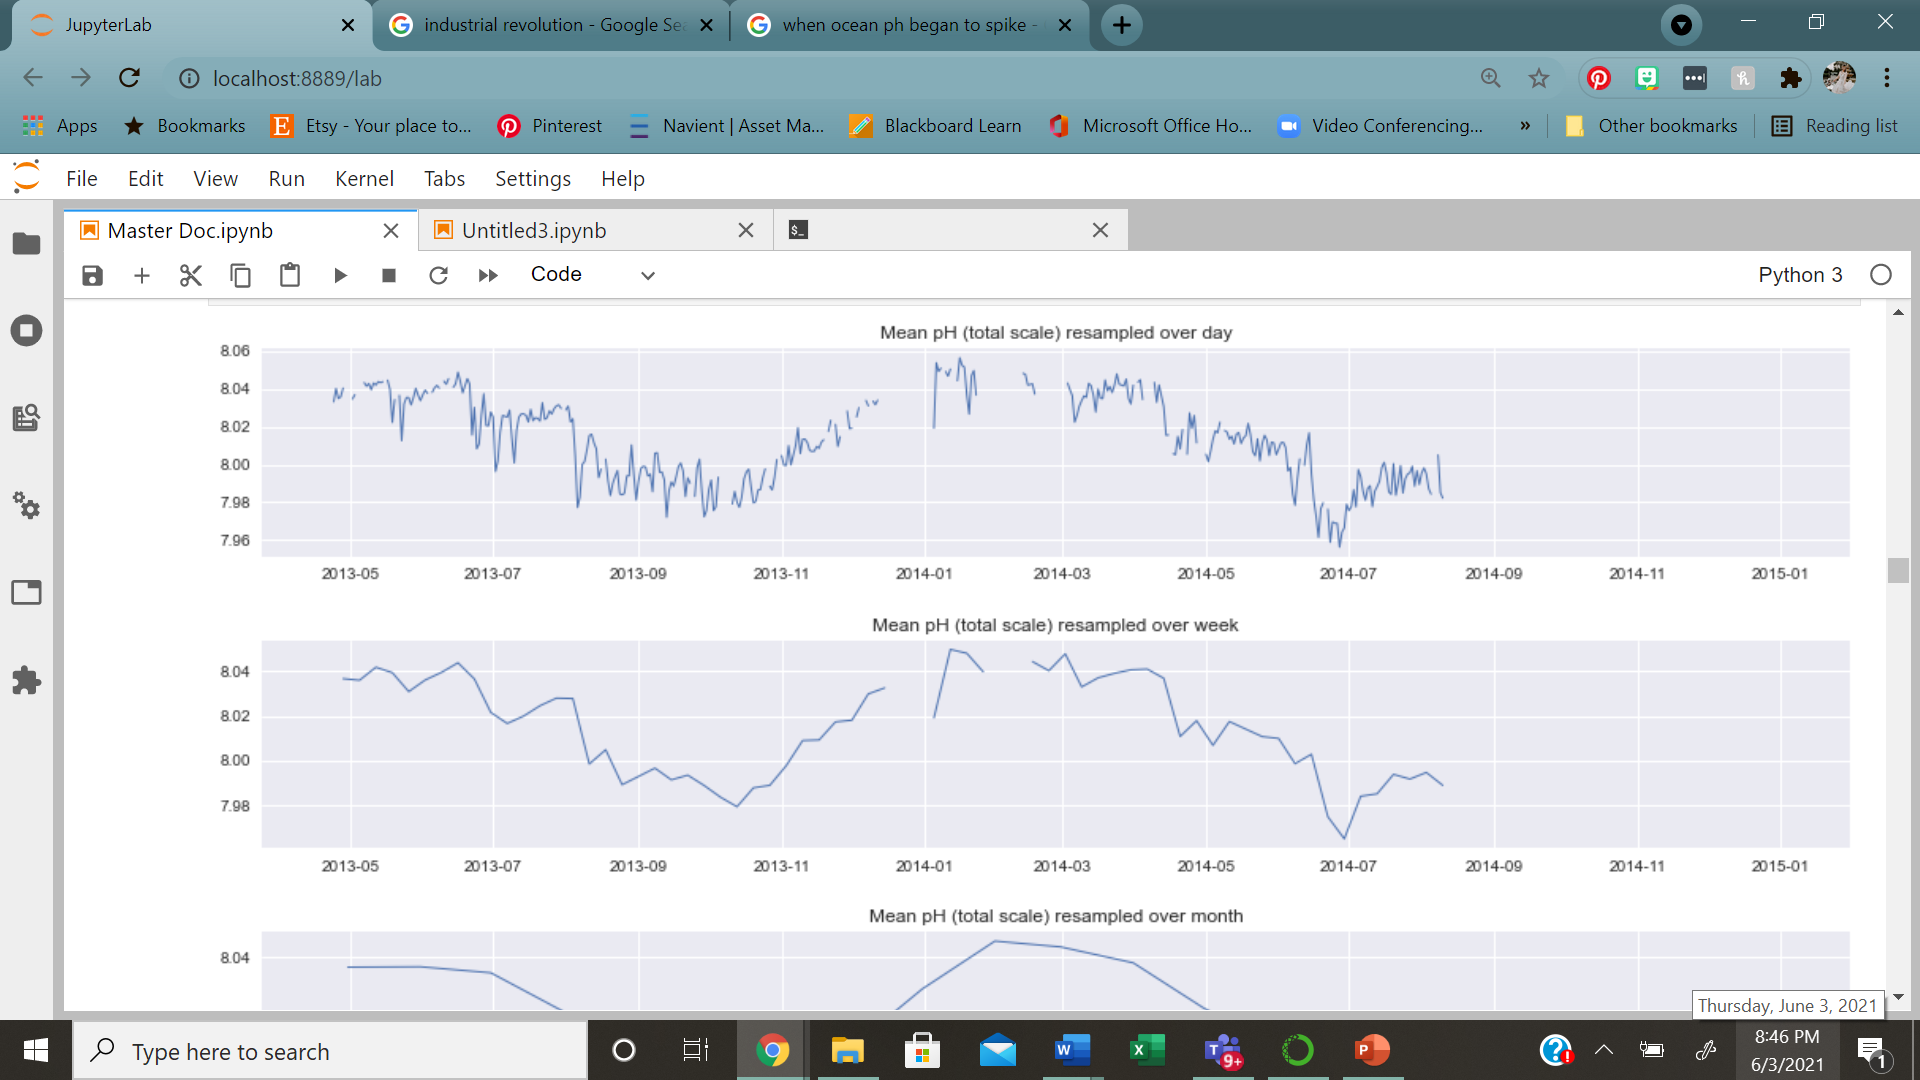 JupyterLab
industrial revolution - Google Sea
when ocean ph began to spike -
localhost:8889/lab
Apps
Bookmarks
Etsy - Your place to...
Pinterest
Navient | Asset Ma...
Blackboard Learn
Microsoft Office Ho...
Video Conferencing...
»
Other bookmarks
Reading list
File Edit View Run Kernel Tabs Settings Help
Master Doc.ipynb
Untitled3.ipynb
$_
Code
Python 3
Mean pH (total scale) resampled over day
8.06
8.04
8.02
8.00
7.98
7.96
2013-05 2013-07 2013-09 2013-11 2014-01 2014-03 2014-05 2014-07 2014-09 2014-11 2015-01
Mean pH (total scale) resampled over week
8.04
8.02
8.00
7.98
2013-05 2013-07 2013-09 2013-11 2014-01 2014-03 2014-05 2014-07 2014-09 2014-11 2015-01
Mean pH (total scale) resampled over month
8.04
Thursday, June 3, 2021
Type here to search
9+
8:46 PM
6/3/2021
1